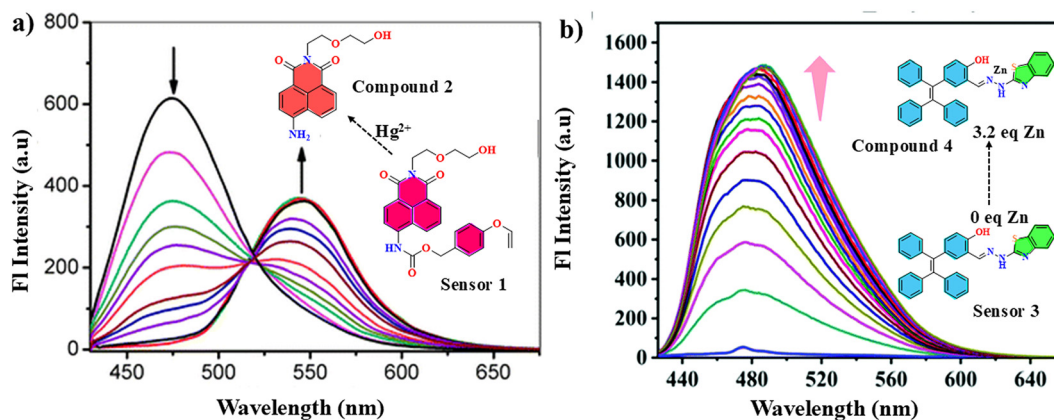 a)
Fl Intensity (a.u)
800
600
400
300
200
100
0
450
500
550
600
650
Wavelength (nm)
OH
O
N
O
O
Compound 2
NH₂
Hg²⁺
OH
O
N
O
O
HN
O
O
O
Sensor 1
b)
Fl Intensity (a.u)
1600
1400
1200
1000
800
600
400
200
0
440
480
520
560
600
640
Wavelength (nm)
OH
Zn
S
N
N
N
H
Compound 4
3.2 eq Zn
0 eq Zn
OH
S
N
N
N
H
Sensor 3